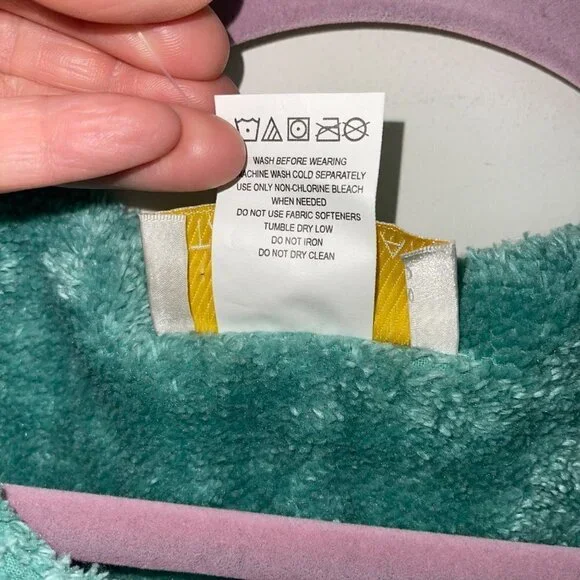 WASH BEFORE WEARING
MACHINE WASH COLD SEPARATELY
USE ONLY NON-CHLORINE BLEACH
WHEN NEEDED
DO NOT USE FABRIC SOFTENERS
TUMBLE DRY LOW
DO NOT IRON
DO NOT DRY CLEAN